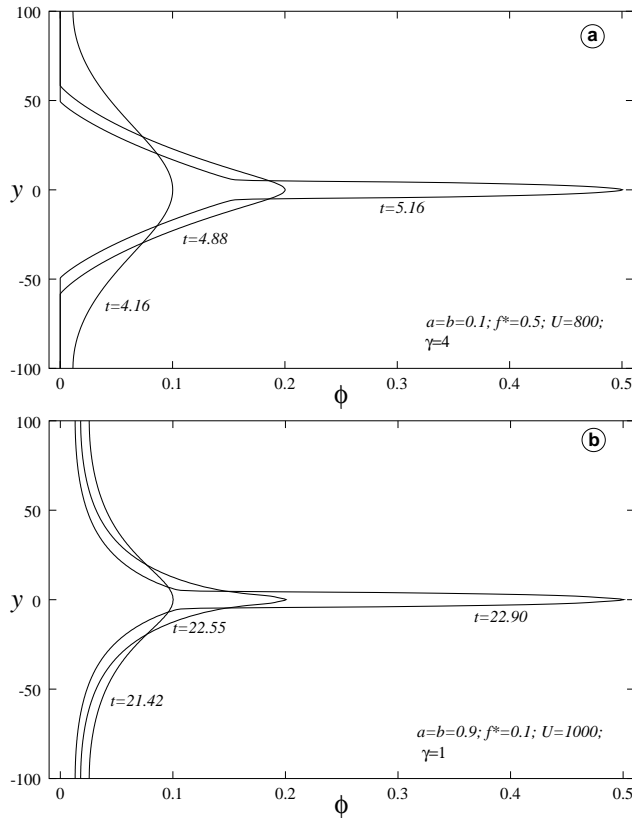 a
100
50
y 0
-50
-100
t=5.16
t=4.88
t=4.16
a=b=0.1; f*=0.5; U=800;
γ=4
0 0.1 0.2 0.3 0.4 0.5
ϕ
b
100
50
y 0
-50
-100
t=22.90
t=22.55
t=21.42
a=b=0.9; f*=0.1; U=1000;
γ=1
0 0.1 0.2 0.3 0.4 0.5
ϕ